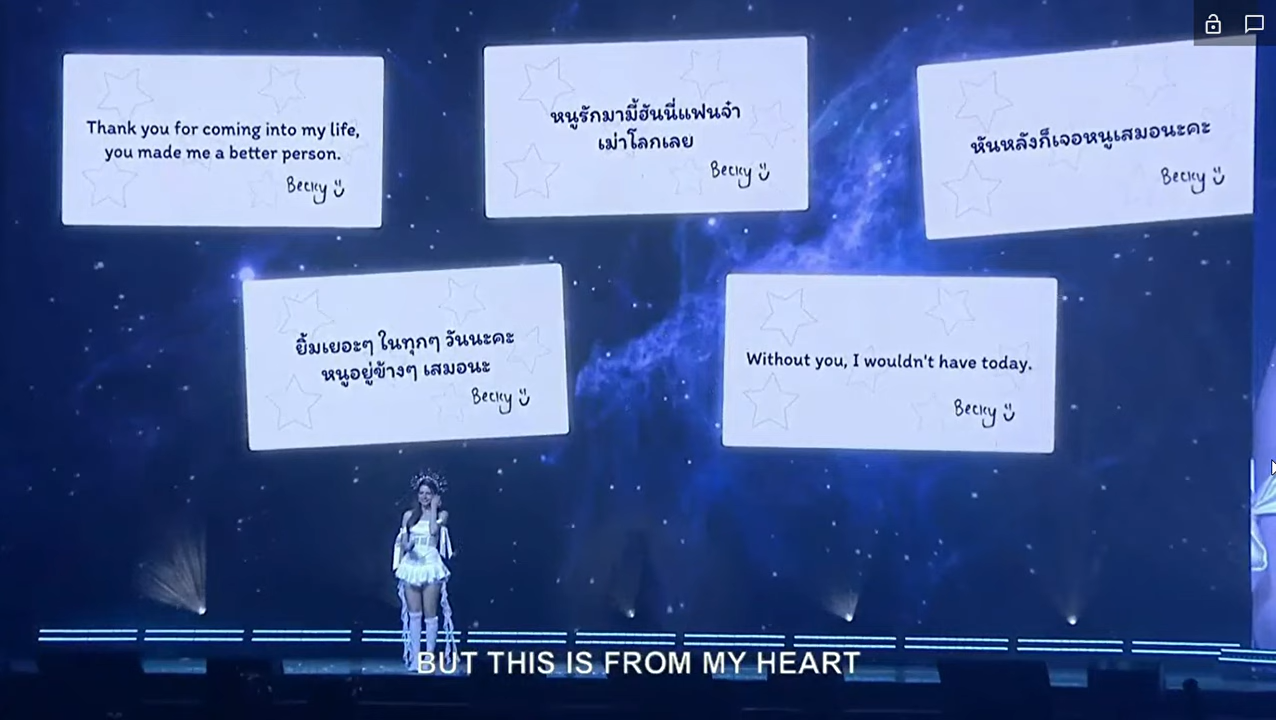 Thank you for coming into my life,
you made me a better person.
Becky
หนูรักมามี้ฮันนี่แฟนจ๋า
เม่าโลกเลย
Becky
หันหลังก็เจอหนูเสมอนะคะ
Becky
ยิ้มเยอะๆ ในทุกๆ วันนะคะ
หนูอยู่ข้างๆ เสมอนะ
Becky
Without you, I wouldn't have today.
Becky
BUT THIS IS FROM MY HEART